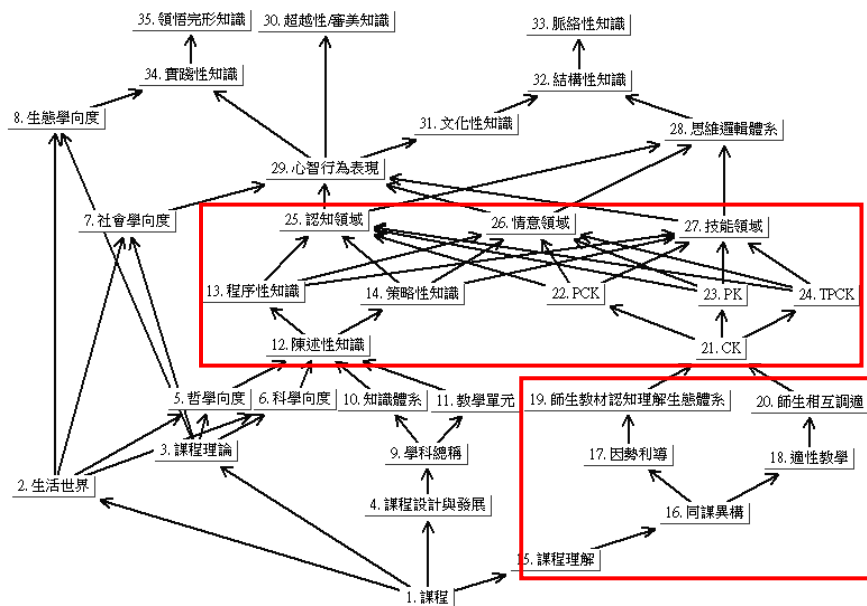 35. 領悟完形知識
30. 超越性/審美知識
33. 脈絡性知識
34. 實踐性知識
32. 結構性知識
8. 生態學向度
31. 文化性知識
28. 思維邏輯體系
29. 心智行為表現
7. 社會學向度
25. 認知領域
26. 情意領域
27. 技能領域
13. 程序性知識
14. 策略性知識
22. PCK
23. PK
24. TPCK
12. 陳述性知識
21. CK
5. 哲學向度
6. 科學向度
10. 知識體系
11. 教學單元
19. 師生教材認知理解生態體系
20. 師生相互調適
3. 課程理論
9. 學科總稱
17. 因勢利導
18. 適性教學
2. 生活世界
4. 課程設計與發展
16. 同課異構
15. 課程理解
1. 課程